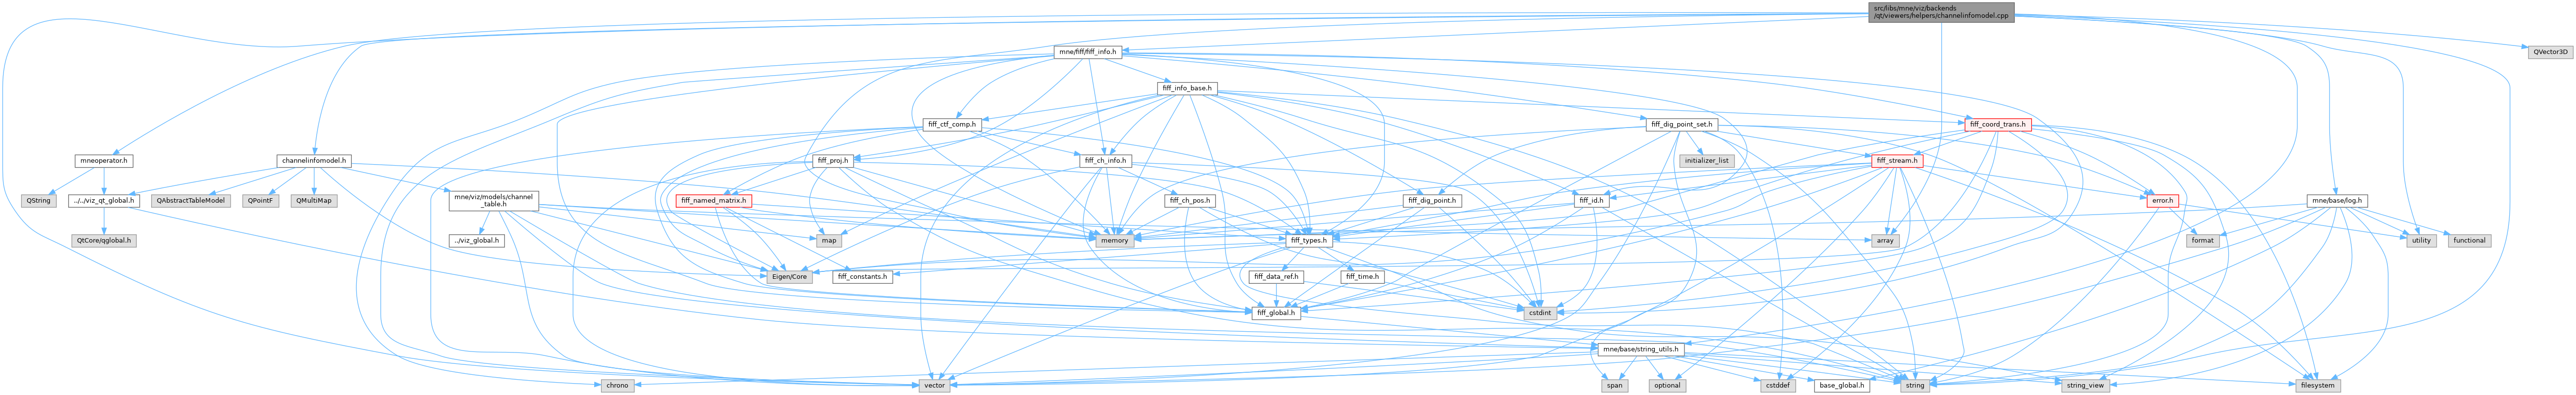 src/libs/mne/viz/backends
/qt/viewers/helpers/channelinfomodel.cpp
mne/fiff/fiff_info.h
QVector3D
fiff_info_base.h
fiff_ctf_comp.h
fiff_dig_point_set.h
fiff_coord_trans.h
mneoperator.h
channelinfomodel.h
fiff_proj.h
fiff_ch_info.h
initializer_list
fiff_stream.h
QString
../../viz_qt_global.h
QAbstractTableModel
QPointF
QMultiMap
mne/viz/models/channel
_table.h
fiff_named_matrix.h
fiff_ch_pos.h
fiff_dig_point.h
fiff_id.h
error.h
mne/base/log.h
QtCore/qglobal.h
../viz_global.h
map
memory
fiff_types.h
array
format
utility
functional
Eigen/Core
fiff_constants.h
fiff_data_ref.h
fiff_time.h
fiff_global.h
cstdint
mne/base/string_utils.h
chrono
vector
span
optional
cstddef
base_global.h
string
string_view
filesystem